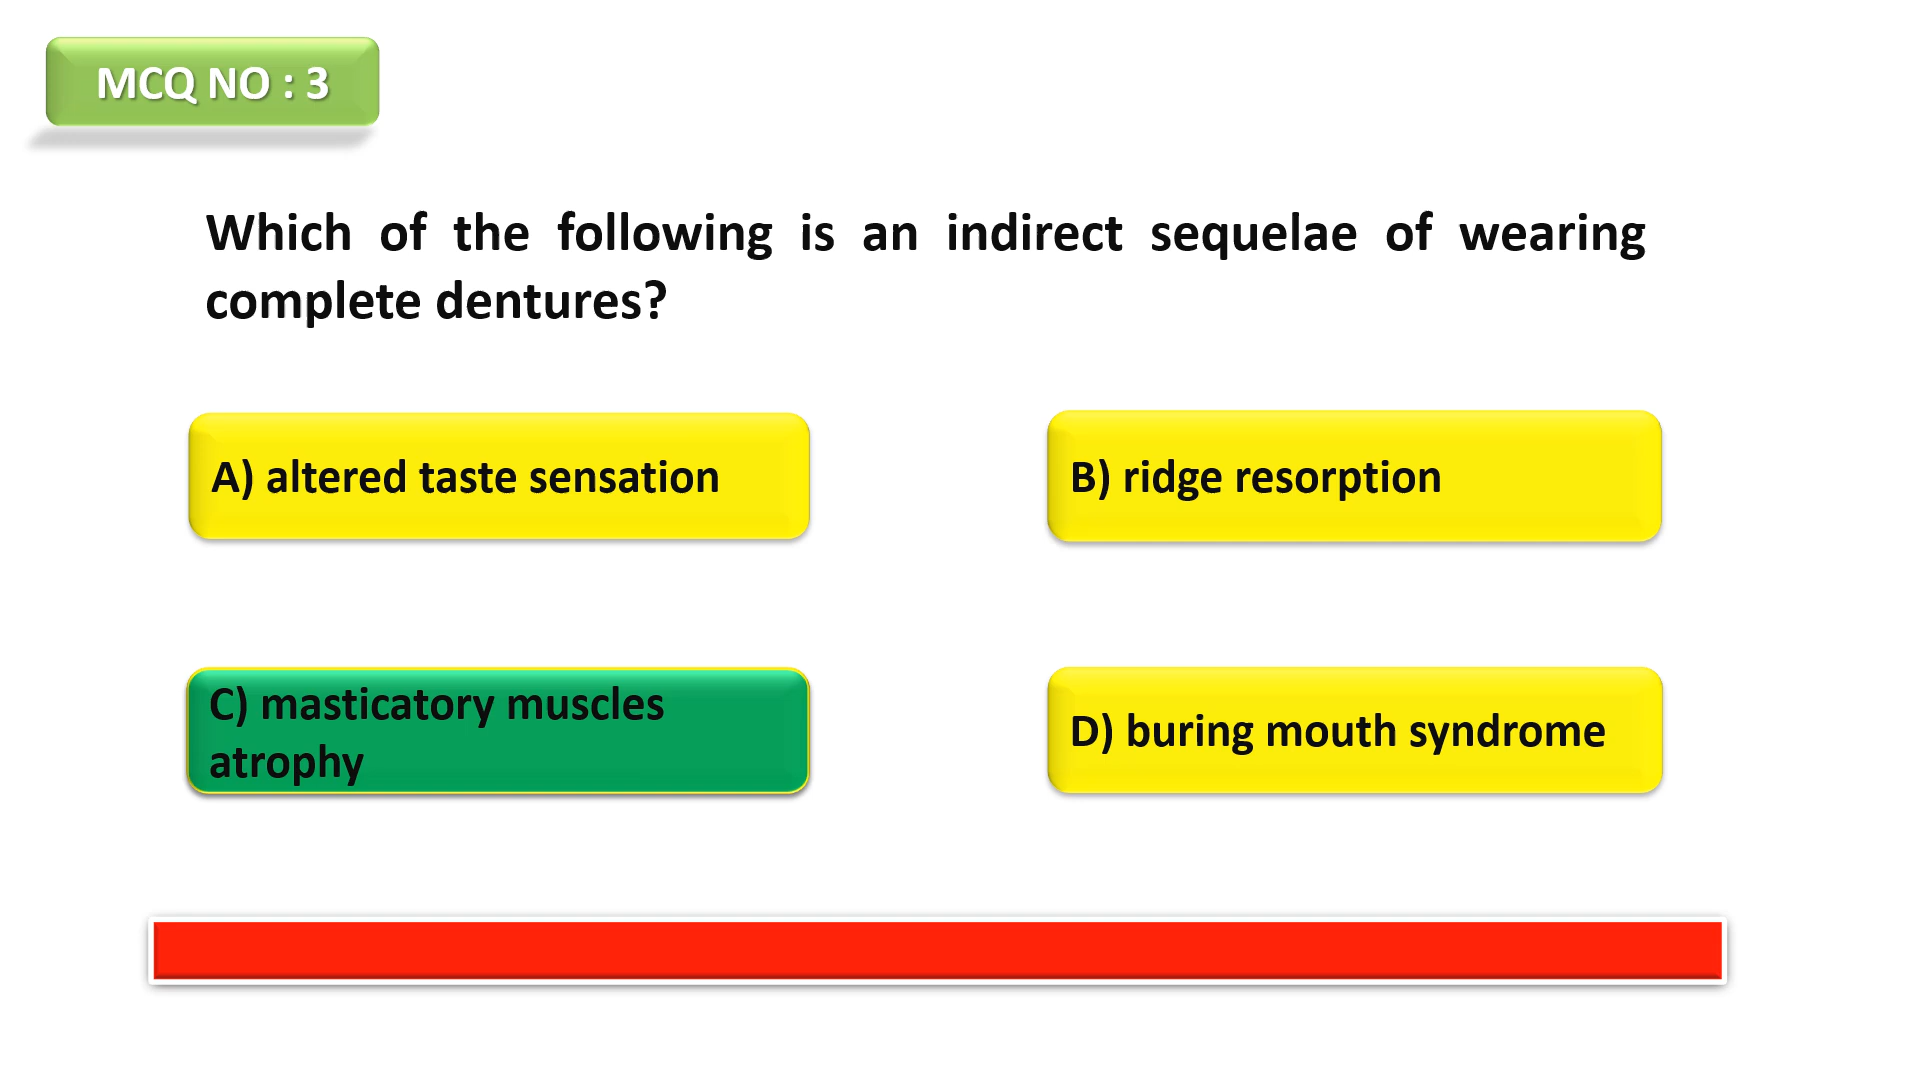 MCQ NO : 3
Which of the following is an indirect sequelae of wearing
complete dentures?
A) altered taste sensation
B) ridge resorption
C) masticatory muscles
atrophy
D) buring mouth syndrome